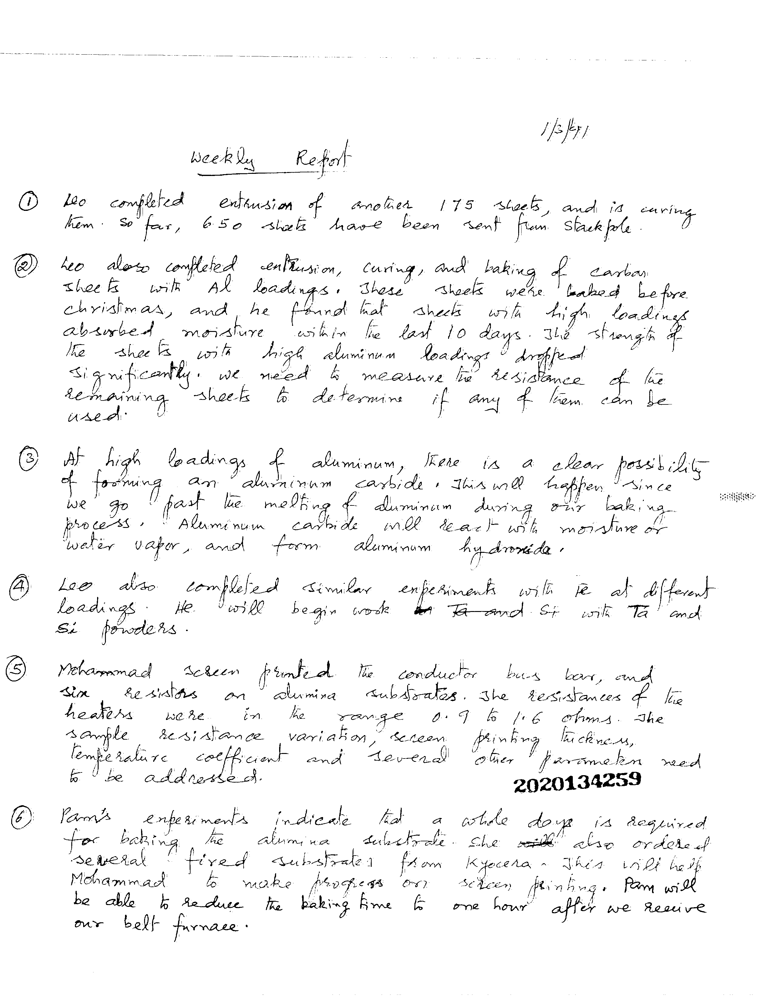 1/3/91
Weekly Report
① Leo completed extrusion of another 175 sheets, and is curing
them. So far, 650 sheets have been sent from Stackpole.
② Leo also completed extrusion, curing, and baking of carbon
sheets with Al loadings. These sheets were baked before
christmas, and he found that sheets with high loadings
absorbed moisture within the last 10 days. The strength of
the sheets with high aluminum loadings dropped
significantly. we need to measure the resistance of the
remaining sheets to determine if any of them can be
used.
③ At high loadings of aluminum, there is a clear possibility
of forming an aluminum carbide. This will happen since
we go past the melting of aluminum during our baking
process. Aluminum carbide will react with moisture or
water vapor, and form aluminum hydroxide.
④ Leo also completed similar experiments with Fe at different
loadings. He will begin work Ta and Si with Ta and
Si powders.
⑤ Mohammad screen printed the conductor bus bar, and
six resistors on alumina substrates. The resistances of the
heaters were in the range 0.9 to 1.6 ohms. The
sample resistance variation, screen printing thickness,
temperature coefficient and several other parameters need
to be addressed.
2020134259
⑥ Pam's experiments indicate that a whole days is required
for baking the alumina substrate. She also ordered
several fired substrates from Kyocera. This will help
Mohammad to make progress on screen printing. Pam will
be able to reduce the baking time to one hour after we receive
our belt furnace.